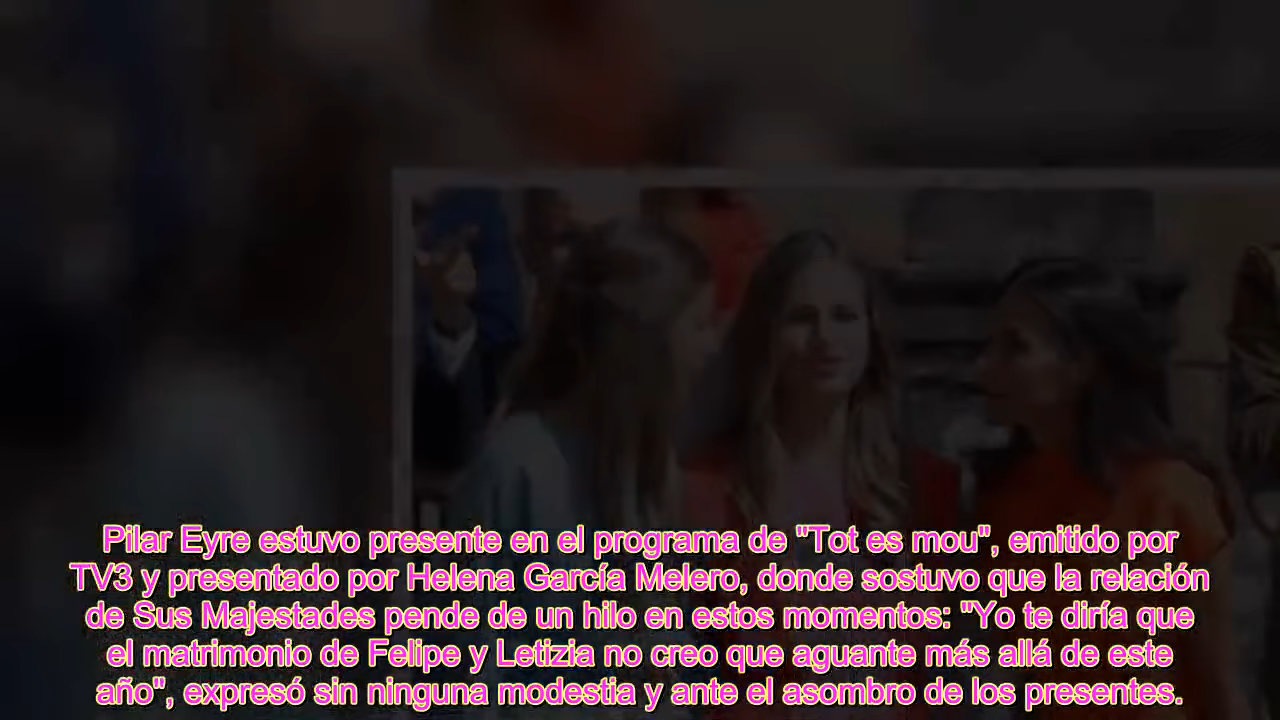 Pilar Eyre estuvo presente en el programa de "Tot es mou", emitido por
TV3 y presentado por Helena García Melero, donde sostuvo que la relación
de Sus Majestades pende de un hilo en estos momentos: "Yo te diría que
el matrimonio de Felipe y Letizia no creo que aguante más allá de este
año", expresó sin ninguna modestia y ante el asombro de los presentes.